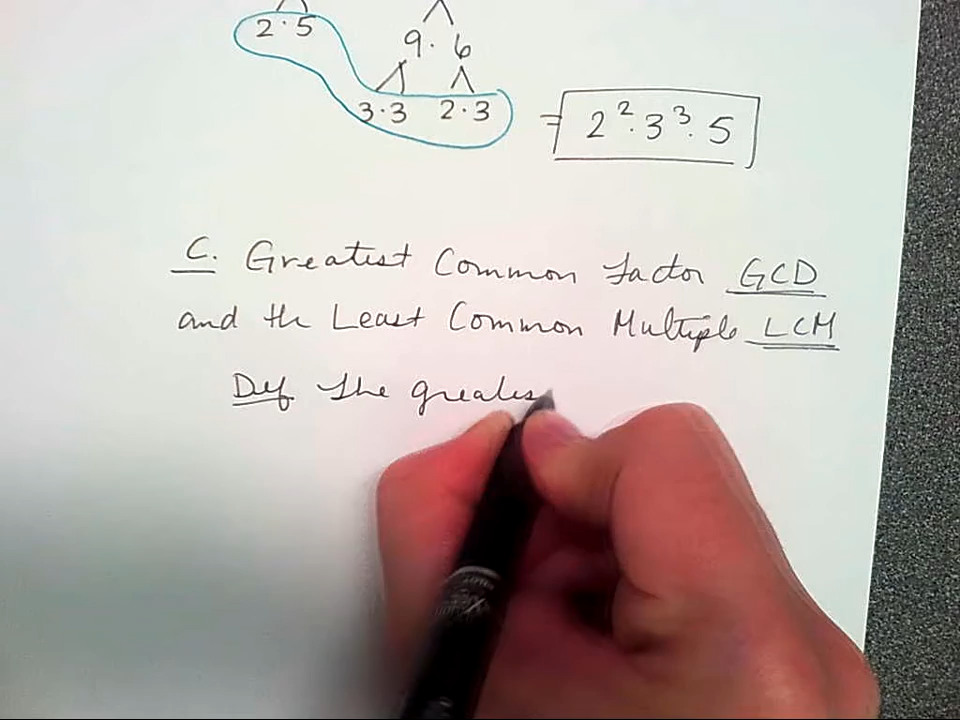 2 · 5
9 · 6
3 · 3 2 · 3 = 2² · 3³ · 5
C. Greatest Common Factor GCD
and the Least Common Multiple LCM
Def The greates